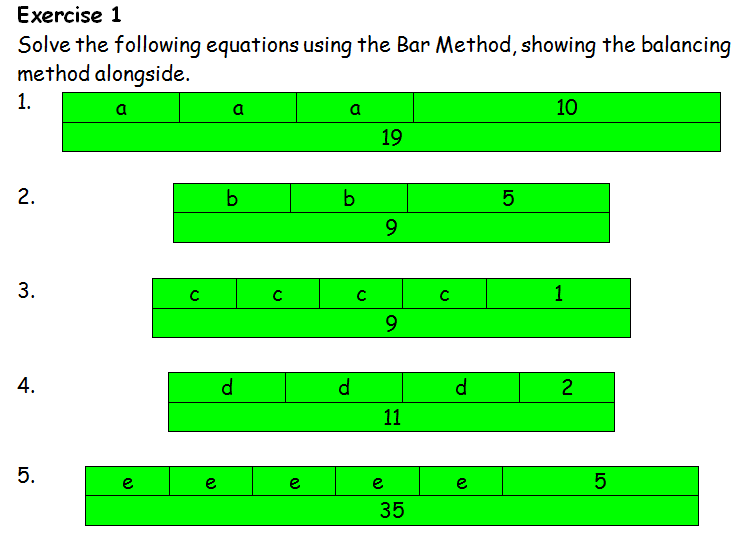 Exercise 1
Solve the following equations using the Bar Method, showing the balancing
method alongside.
1.
a a a 10
19
2.
b b 5
9
3.
c c c c 1
9
4.
d d d 2
11
5.
e e e e e 5
35